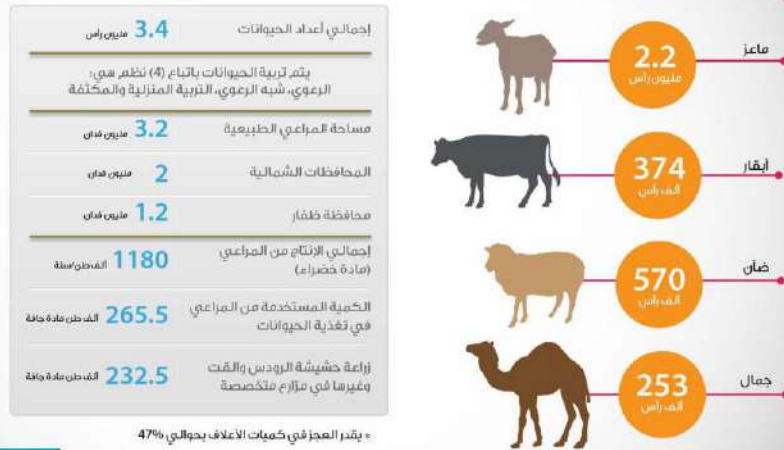 ماعز
2.2
مليون رأس
أبقار
374
ألف رأس
ضأن
570
ألف رأس
جمال
253
ألف رأس
إجمالي أعداد الحيوانات 3.4 مليون رأس
يتم تربية الحيوانات باتباع (4) نظم هي:
الرعوي، شبه الرعوي، التربية المنزلية والمكثفة
مساحة المراعي الطبيعية 3.2 مليون فدان
المحافظات الشمالية 2 مليون فدان
محافظة ظفار 1.2 مليون فدان
إجمالي الإنتاج من المراعي
(مادة خضراء) 1180 ألف طن/سنة
الكمية المستخدمة من المراعي
في تغذية الحيوانات 265.5 ألف طن مادة جافة
زراعة حشيشة الرودس والقت
وغيرها في مزارع متخصصة 232.5 ألف طن مادة جافة
* يقدر العجز في كميات الأعلاف بحوالي 47%